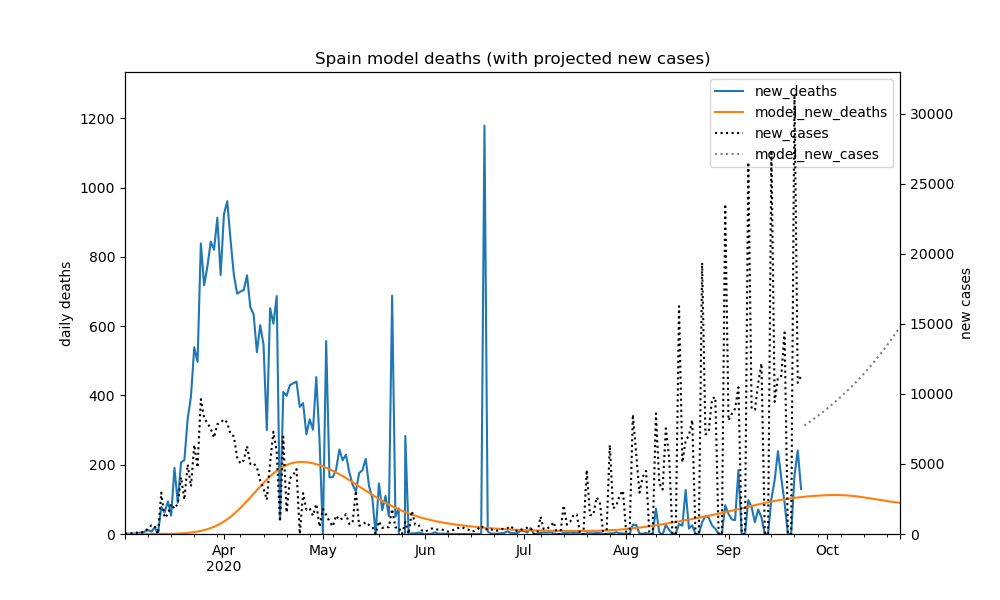 Spain model deaths (with projected new cases)
new_deaths
model_new_deaths
new_cases
model_new_cases
daily deaths
1200
1000
800
600
400
200
0
new cases
30000
25000
20000
15000
10000
5000
0
Apr
2020
May
Jun
Jul
Aug
Sep
Oct